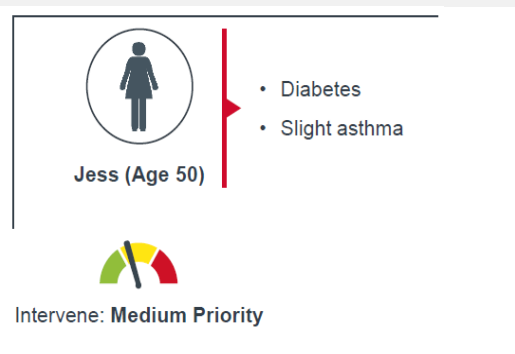 • Diabetes
• Slight asthma
Jess (Age 50)
Intervene: Medium Priority